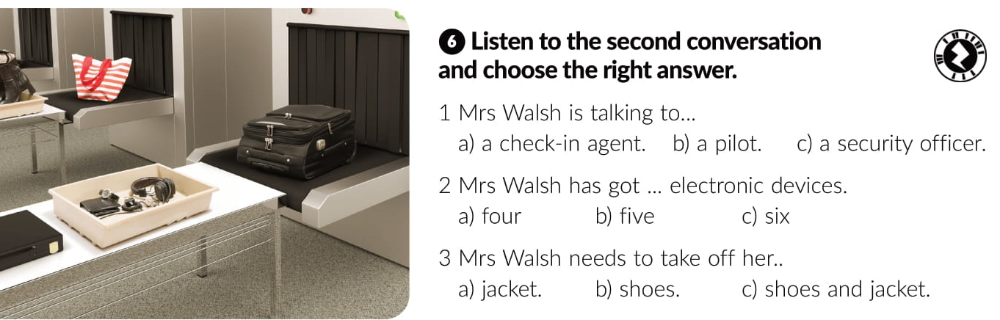 6 Listen to the second conversation
and choose the right answer.
1 Mrs Walsh is talking to...
a) a check-in agent. b) a pilot. c) a security officer.
2 Mrs Walsh has got ... electronic devices.
a) four b) five c) six
3 Mrs Walsh needs to take off her..
a) jacket. b) shoes. c) shoes and jacket.